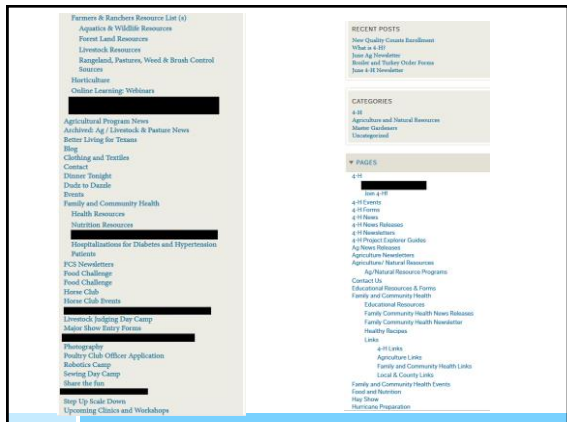 Farmers & Ranchers Resource List (s)
Aquatics & Wildlife Resources
Forest Land Resources
Livestock Resources
Rangeland, Pastures, Weed & Brush Control
Sources
Horticulture
Online Learning: Webinars
Agricultural Program News
Archived: Ag / Livestock & Pasture News
Better Living for Texans
Blog
Clothing and Textiles
Contact
Dinner Tonight
Dudz to Dazzle
Events
Family and Community Health
Health Resources
Nutrition Resources
Hospitalizations for Diabetes and Hypertension
Patients
FCS Newsletters
Food Challenge
Food Challenge
Horse Club
Horse Club Events
Livestock Judging Day Camp
Major Show Entry Forms
Photography
Poultry Club Officer Application
Robotics Camp
Sewing Day Camp
Share the fun
Step Up Scale Down
Upcoming Clinics and Workshops
RECENT POSTS
New Quality Counts Enrollment
What is 4-H?
June Ag Newsletter
Broiler and Turkey Order Forms
June 4-H Newsletter
CATEGORIES
4-H
Agriculture and Natural Resources
Master Gardeners
Uncategorized
▼ PAGES
4-H
Join 4-H!
4-H Events
4-H Forms
4-H News
4-H News Releases
4-H Newsletters
4-H Project Explorer Guides
Ag News Releases
Agriculture Newsletters
Agriculture/ Natural Resources
Ag/Natural Resource Programs
Contact Us
Educational Resources & Forms
Family and Community Health
Educational Resources
Family Community Health News Releases
Family Community Health Newsletter
Healthy Recipes
Links
4-H Links
Agriculture Links
Family and Community Health Links
Local & County Links
Family and Community Health Events
Food and Nutrition
Hay Show
Hurricane Preparation